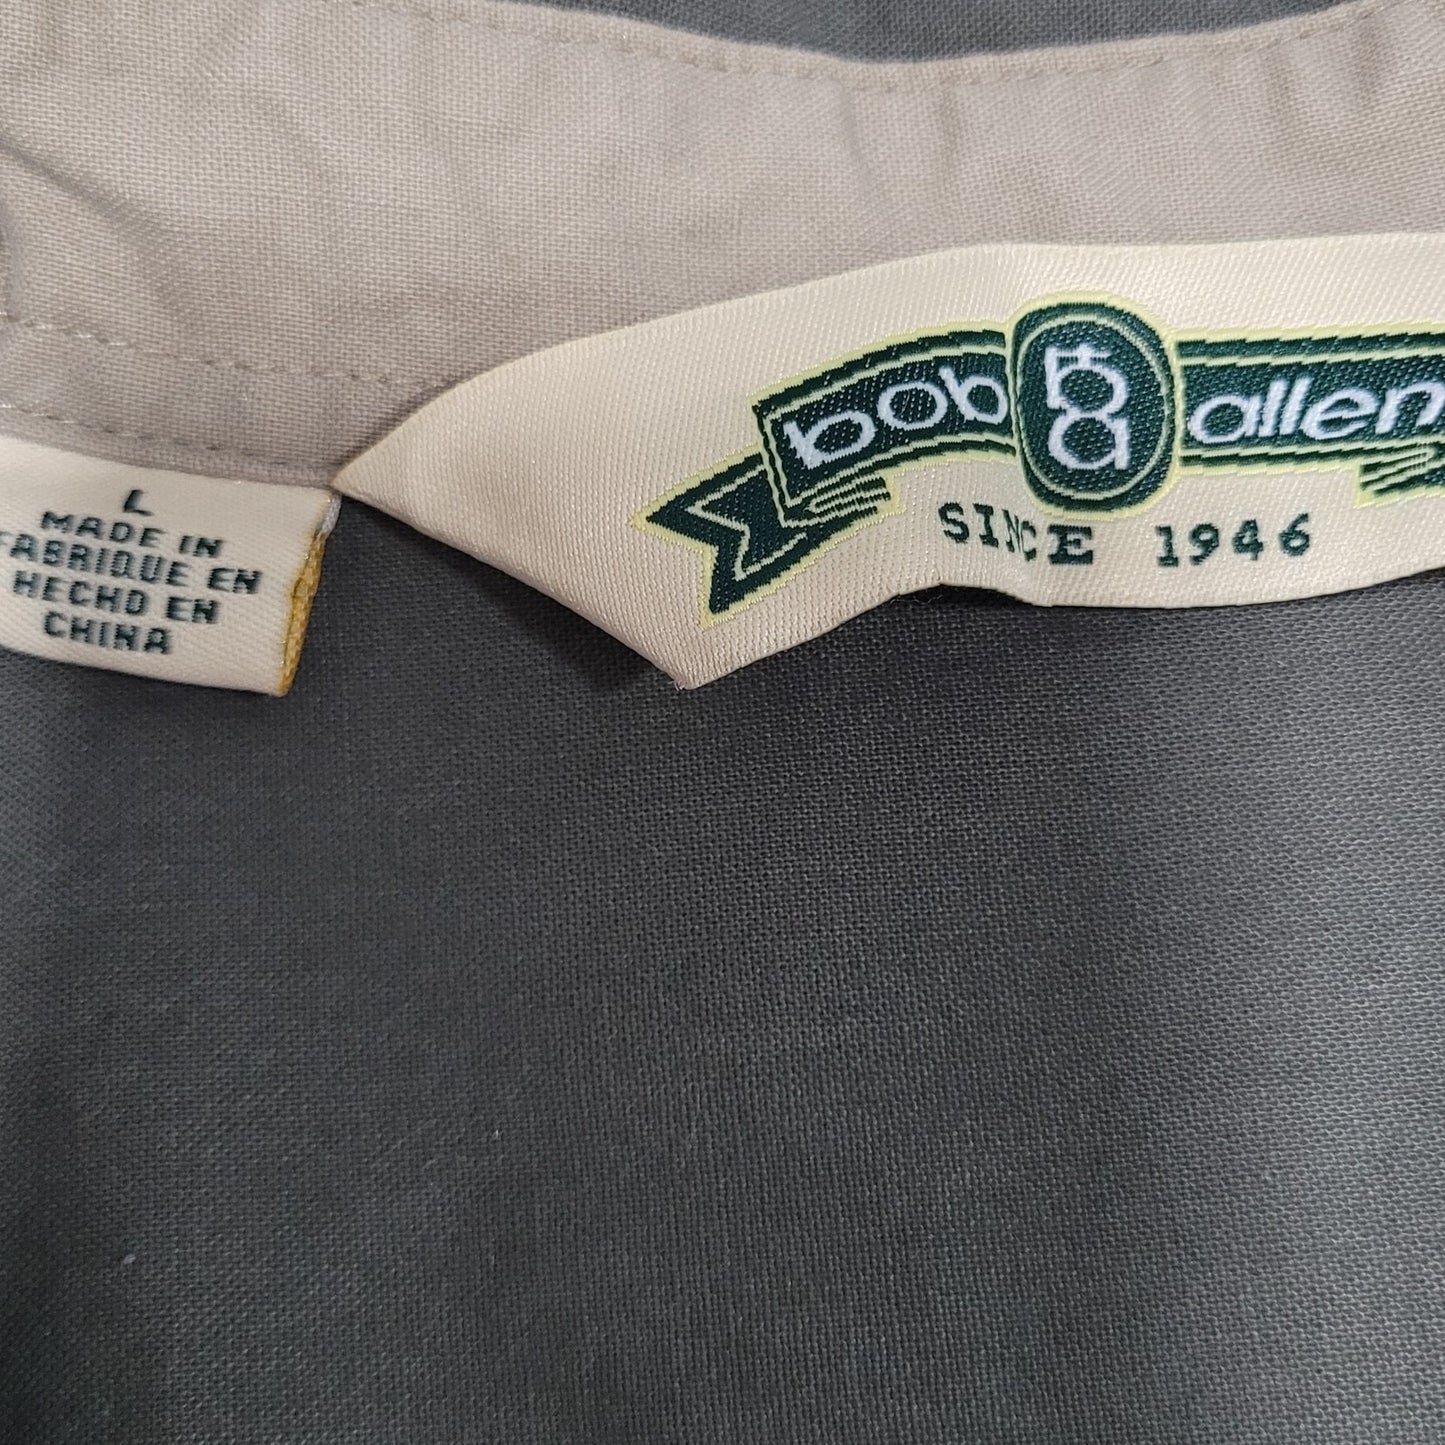 bob ba allen
SINCE 1946
L
MADE IN
FABRIQUE EN
HECHO EN
CHINA